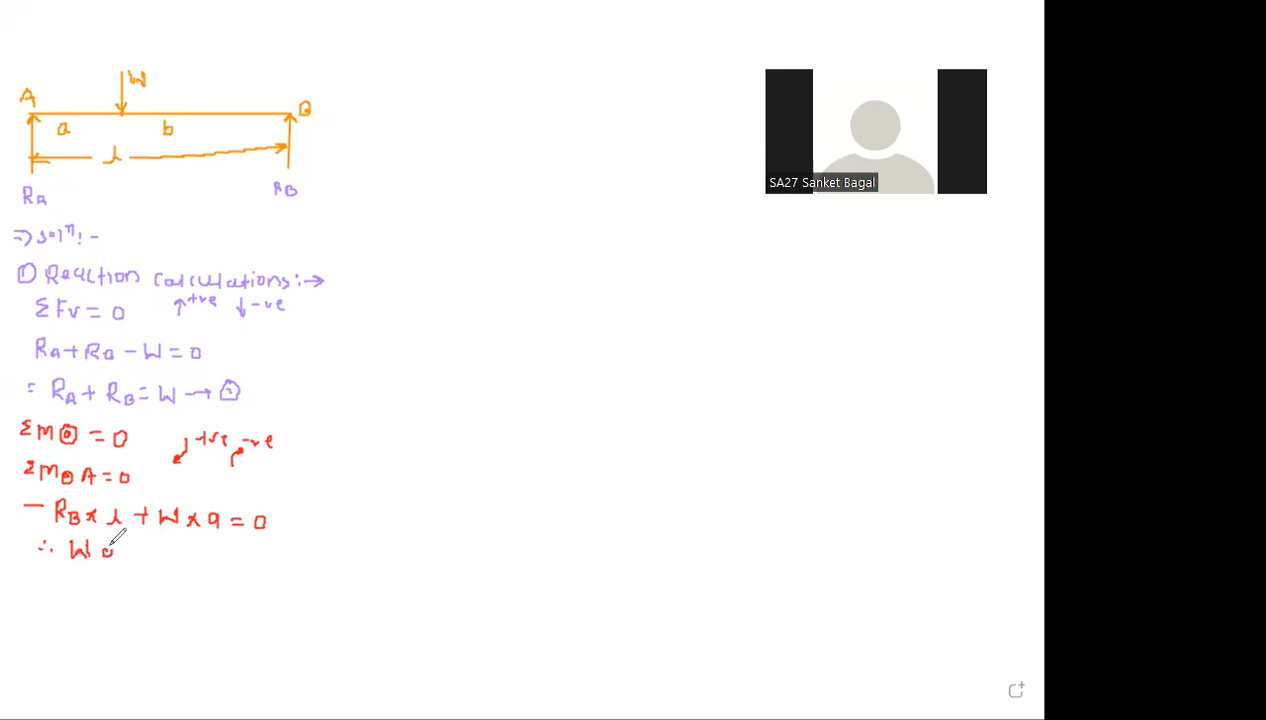 W
A B
a b
l
RA RB
⇒ solⁿ :-
① Reaction calculations :→
ΣFv = 0 ↑+ve ↓-ve
RA + RB - W = 0
= RA + RB = W →
ΣM@ = 0 +ve -ve
ΣM@A = 0
- RB × l + W × a = 0
∴ W a
SA27 Sanket Bagal